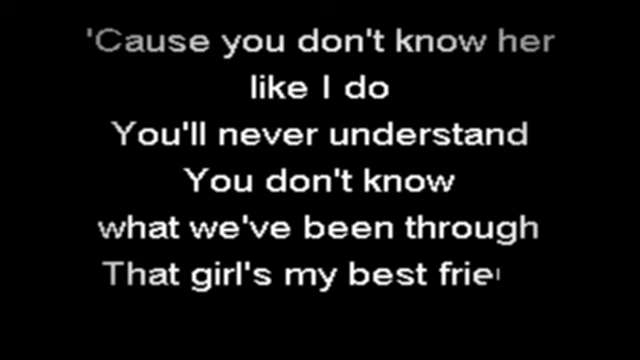 'Cause you don't know her
like I do
You'll never understand
You don't know
what we've been through
That girl's my best frie